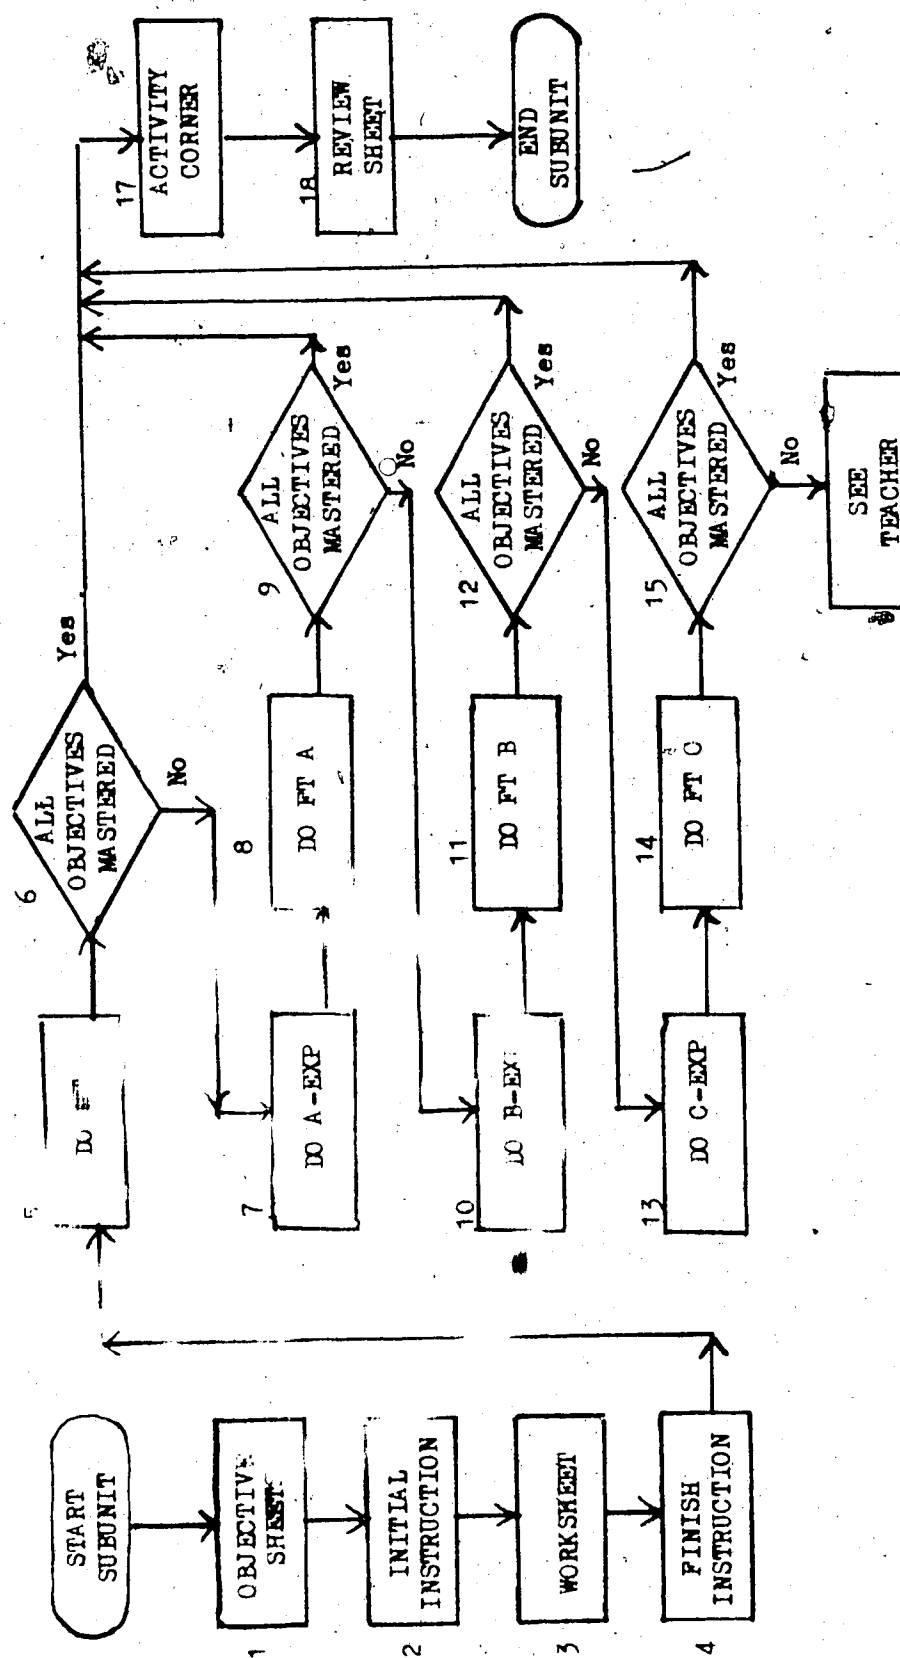 START
SUBUNIT
1
OBJECTIVE
SHEET
2
INITIAL
INSTRUCTION
3
WORKSHEET
4
FINISH
INSTRUCTION
DO
6
ALL
OBJECTIVES
MASTERED
Yes
No
7
DO A-EXP
8
DO FT A
9
ALL
OBJECTIVES
MASTERED
Yes
No
10
DO B-EX
11
DO FT B
12
ALL
OBJECTIVES
MASTERED
Yes
No
13
DO C-EXP
14
DO FT C
15
ALL
OBJECTIVES
MASTERED
Yes
No
SEE
TEACHER
17
ACTIVITY
CORNER
18
REVIEW
SHEET
END
SUBUNIT